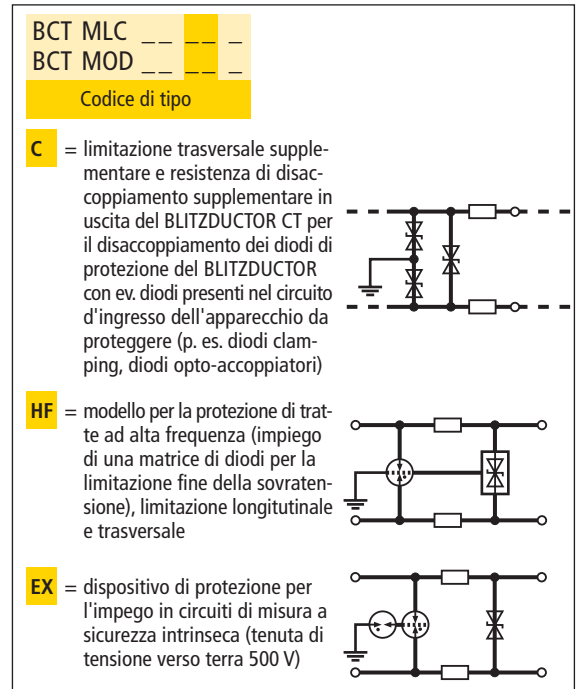 BCT MLC _ _ _ _ _
BCT MOD _ _ _ _ _
Codice di tipo
C = limitazione trasversale supple-
mentare e resistenza di disac-
coppiamento supplementare in
uscita del BLITZDUCTOR CT per
il disaccoppiamento dei diodi di
protezione del BLITZDUCTOR
con ev. diodi presenti nel circuito
d'ingresso dell'apparecchio da
proteggere (p. es. diodi clam-
ping, diodi opto-accoppiatori)
HF = modello per la protezione di trat-
te ad alta frequenza (impiego
di una matrice di diodi per la
limitazione fine della sovraten-
sione), limitazione longitutinale
e trasversale
EX = dispositivo di protezione per
l'impego in circuiti di misura a
sicurezza intrinseca (tenuta di
tensione verso terra 500 V)